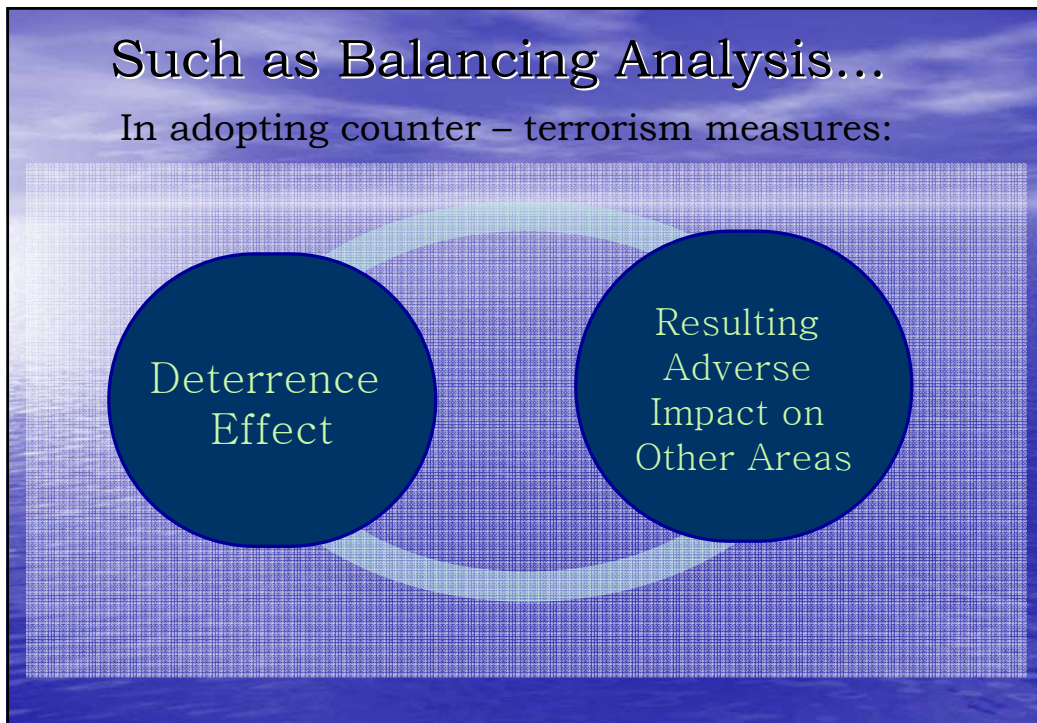 Such as Balancing Analysis…
In adopting counter – terrorism measures:
Deterrence
Effect
Resulting
Adverse
Impact on
Other Areas